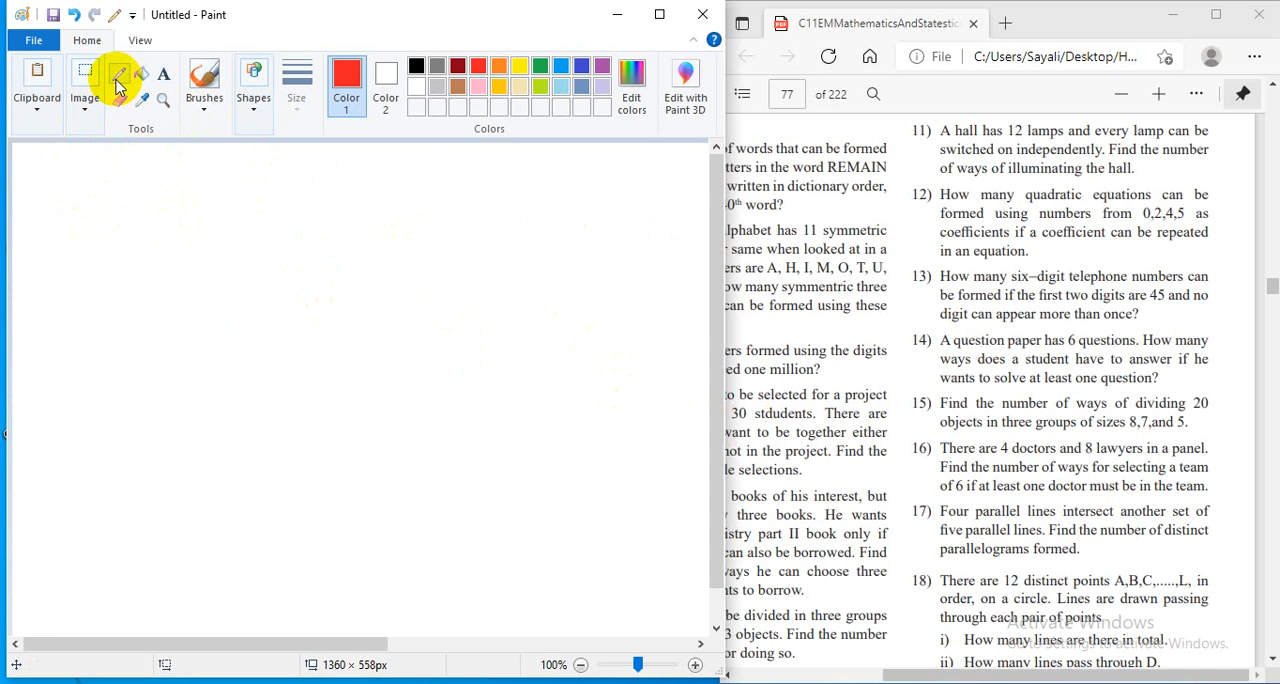 Untitled - Paint
File Home View
Clipboard
Image
Tools
Brushes
Shapes
Size
Color 1
Color 2
Edit colors
Edit with Paint 3D
Colors
1360 × 558px
100%
C11EMMathematicsAndStatestic
File C:/Users/Sayali/Desktop/H...
77 of 222
of words that can be formed
tters in the word REMAIN
written in dictionary order,
0th word?
lphabet has 11 symmetric
same when looked at in a
ers are A, H, I, M, O, T, U,
ow many symmentric three
can be formed using these
ers formed using the digits
ed one million?
to be selected for a project
30 stdudents. There are
want to be together either
not in the project. Find the
le selections.
books of his interest, but
three books. He wants
istry part II book only if
can also be borrowed. Find
ways he can choose three
nts to borrow.
be divided in three groups
3 objects. Find the number
or doing so.
11) A hall has 12 lamps and every lamp can be
switched on independently. Find the number
of ways of illuminating the hall.
12) How many quadratic equations can be
formed using numbers from 0,2,4,5 as
coefficients if a coefficient can be repeated
in an equation.
13) How many six–digit telephone numbers can
be formed if the first two digits are 45 and no
digit can appear more than once?
14) A question paper has 6 questions. How many
ways does a student have to answer if he
wants to solve at least one question?
15) Find the number of ways of dividing 20
objects in three groups of sizes 8,7,and 5.
16) There are 4 doctors and 8 lawyers in a panel.
Find the number of ways for selecting a team
of 6 if at least one doctor must be in the team.
17) Four parallel lines intersect another set of
five parallel lines. Find the number of distinct
parallelograms formed.
18) There are 12 distinct points A,B,C,.....,L, in
order, on a circle. Lines are drawn passing
through each pair of points
i) How many lines are there in total.
ii) How many lines pass through D.
Activate Windows
Go to Settings to activate Windows.